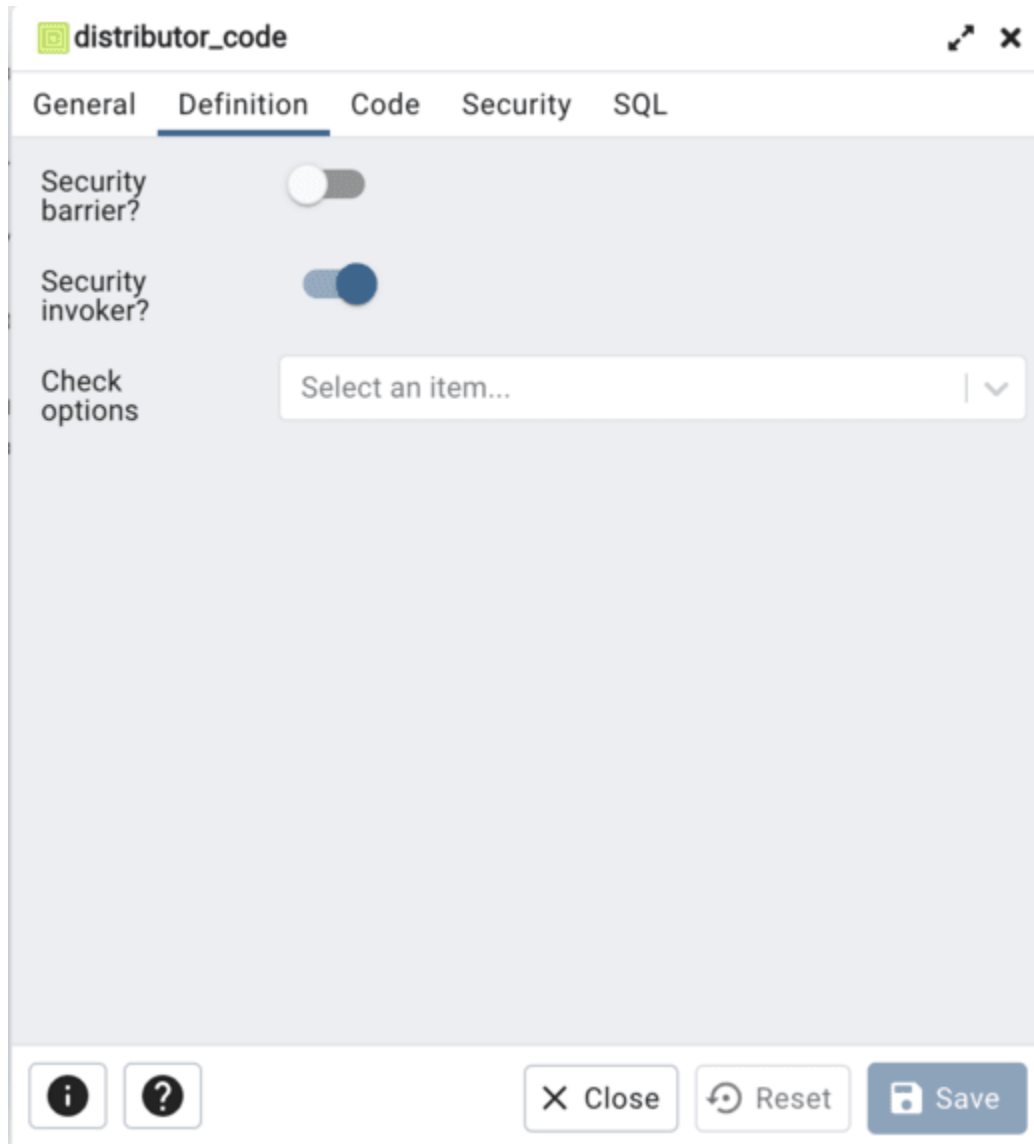 distributor_code
General Definition Code Security SQL
Security
barrier?
Security
invoker?
Check
options
Select an item...
Close Reset Save